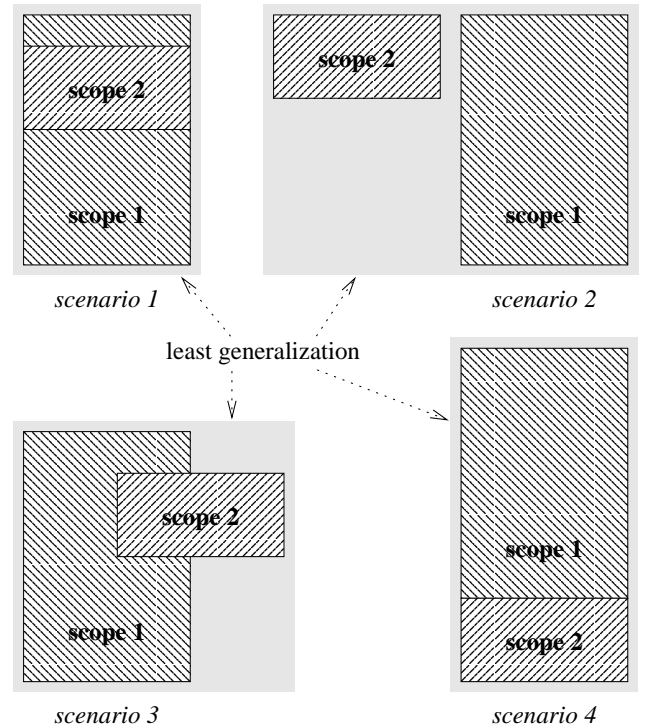 scope 2
scope 2
scope 1
scope 1
scenario 1
scenario 2
least generalization
scope 2
scope 1
scope 1
scope 2
scenario 3
scenario 4